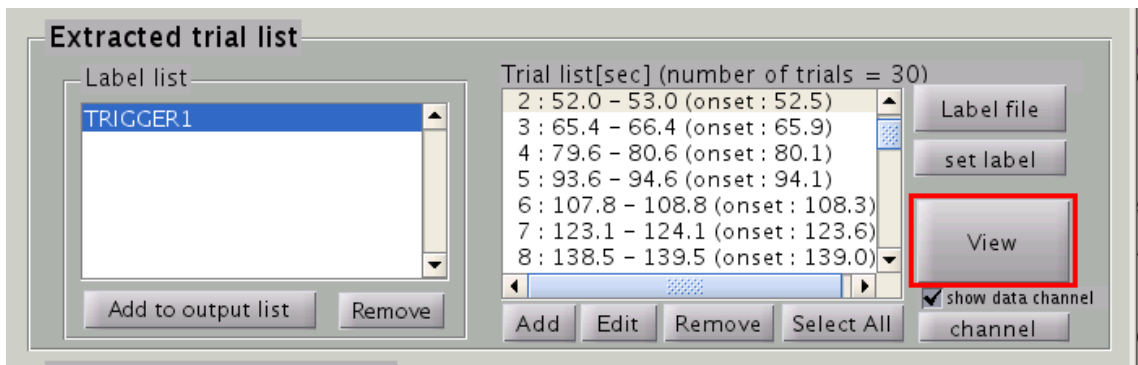 Extracted trial list
Label list
TRIGGER1
Add to output list
Remove
Trial list[sec] (number of trials = 30)
2 : 52.0 – 53.0 (onset : 52.5)
3 : 65.4 – 66.4 (onset : 65.9)
4 : 79.6 – 80.6 (onset : 80.1)
5 : 93.6 – 94.6 (onset : 94.1)
6 : 107.8 – 108.8 (onset : 108.3)
7 : 123.1 – 124.1 (onset : 123.6)
8 : 138.5 – 139.5 (onset : 139.0)
Add
Edit
Remove
Select All
Label file
set label
View
show data channel
channel